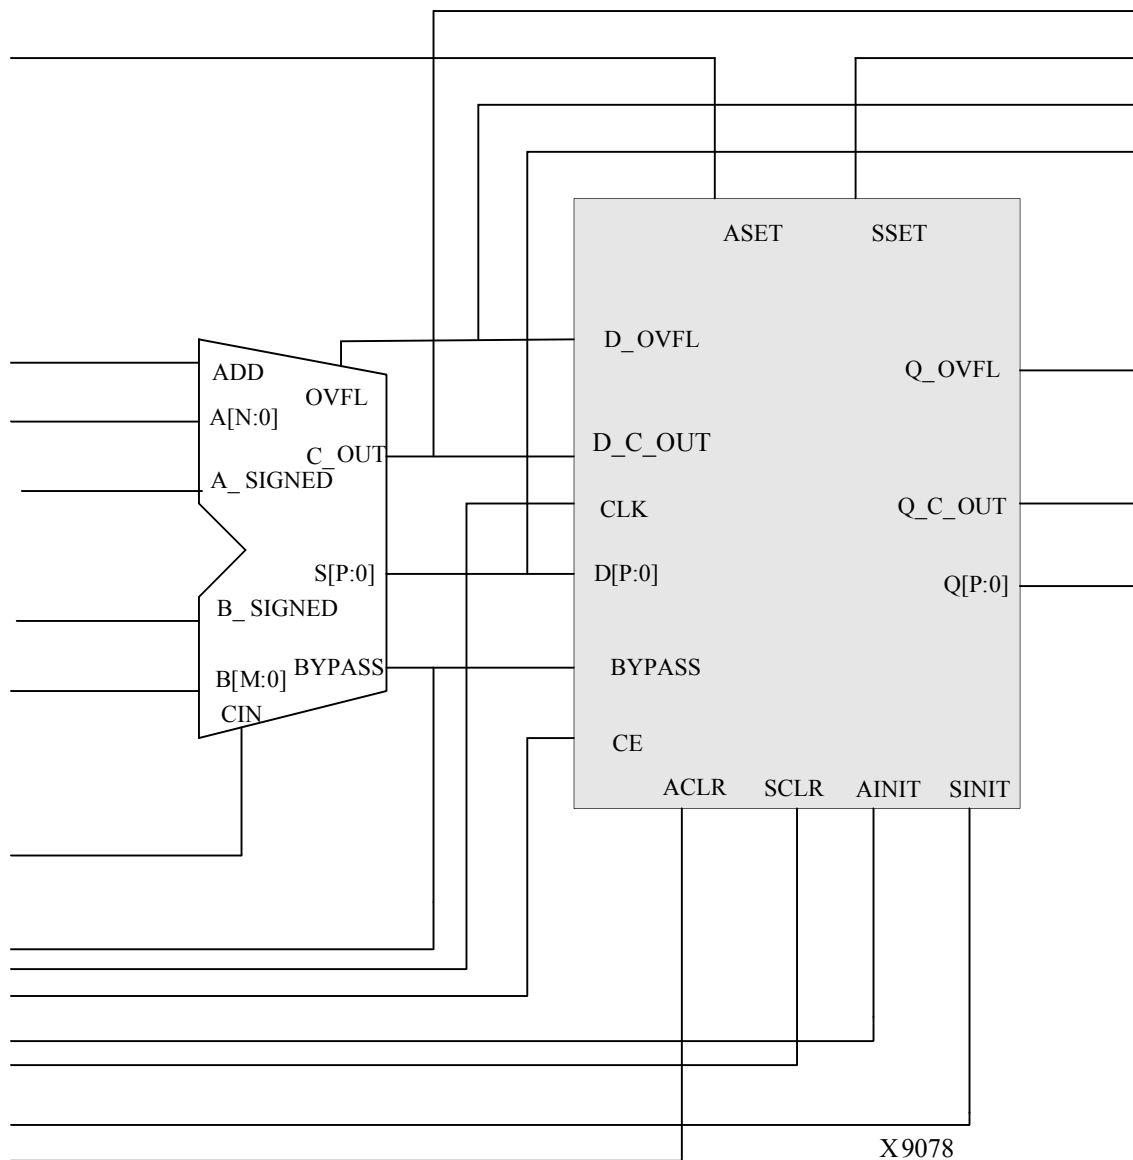 ASET SSET
D_OVFL
Q_OVFL
ADD
OVFL
A[N:0]
C_OUT
D_C_OUT
A_ SIGNED
CLK
Q_C_OUT
S[P:0]
D[P:0]
Q[P:0]
B_ SIGNED
BYPASS
BYPASS
B[M:0]
CIN
CE
ACLR SCLR AINIT SINIT
X9078